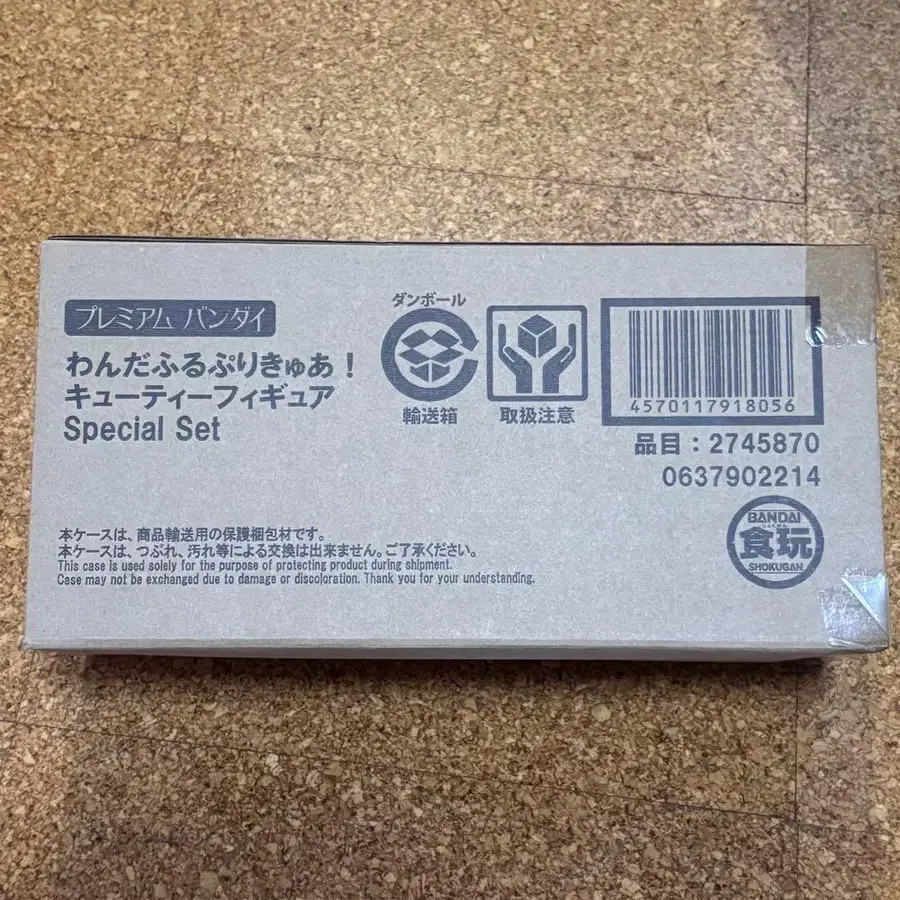 プレミアム バンダイ
わんだふるぷりきゅあ！
キューティーフィギュア
Special Set
ダンボール
輸送箱
取扱注意
4570117918056
品目：2745870
0637902214
本ケースは、商品輸送用の保護梱包材です。
本ケースは、つぶれ、汚れ等による交換は出来ません。ご了承ください。
This case is used solely for the purpose of protecting product during shipment.
Case may not be exchanged due to damage or discoloration. Thank you for your understanding.
BANDAI
しょくがん
食玩
SHOKUGAN